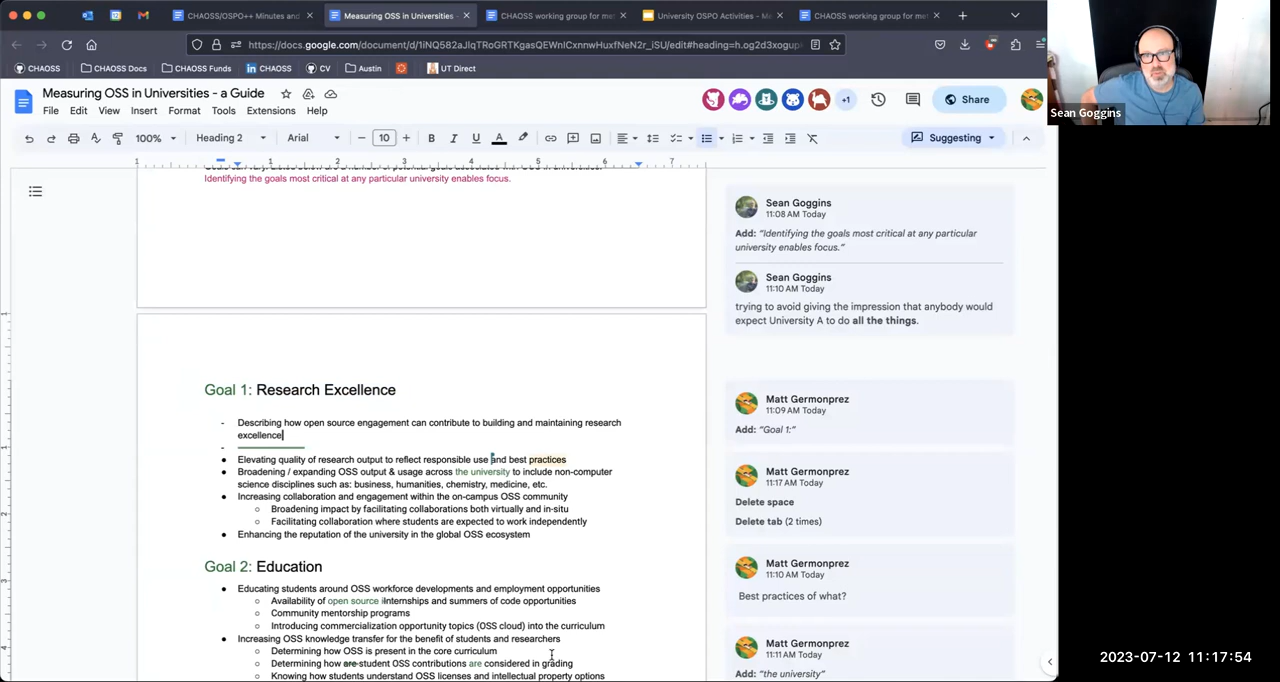 CHAOSS/OSPO++ Minutes and
Measuring OSS in Universities -
CHAOSS working group for met
University OSPO Activities - M
CHAOSS working group for met
CHAOSS
CHAOSS Docs
CHAOSS Funds
CHAOSS
CV
Austin
UT Direct
Measuring OSS in Universities - a Guide
File Edit View Insert Format Tools Extensions Help
+1
Share
100%
Heading 2
Arial
10
Suggesting
Identifying the goals most critical at any particular university enables focus.
Goal 1: Research Excellence
- Describing how open source engagement can contribute to building and maintaining research
excellence
-
● Elevating quality of research output to reflect responsible use and best practices
● Broadening / expanding OSS output & usage across the university to include non-computer
science disciplines such as: business, humanities, chemistry, medicine, etc.
● Increasing collaboration and engagement within the on-campus OSS community
○ Broadening impact by facilitating collaborations both virtually and in-situ
○ Facilitating collaboration where students are expected to work independently
● Enhancing the reputation of the university in the global OSS ecosystem
Goal 2: Education
● Educating students around OSS workforce developments and employment opportunities
○ Availability of open source iInternships and summers of code opportunities
○ Community mentorship programs
○ Introducing commercialization opportunity topics (OSS cloud) into the curriculum
● Increasing OSS knowledge transfer for the benefit of students and researchers
○ Determining how OSS is present in the core curriculum
○ Determining how are student OSS contributions are considered in grading
○ Knowing how students understand OSS licenses and intellectual property options
Sean Goggins
11:08 AM Today
Add: “Identifying the goals most critical at any particular
university enables focus.”
Sean Goggins
11:10 AM Today
trying to avoid giving the impression that anybody would
expect University A to do all the things.
Matt Germonprez
11:09 AM Today
Add: “Goal 1:”
Matt Germonprez
11:17 AM Today
Delete space
Delete tab (2 times)
Matt Germonprez
11:10 AM Today
Best practices of what?
Matt Germonprez
11:11 AM Today
Add: “the university”
Sean Goggins
2023-07-12 11:17:54